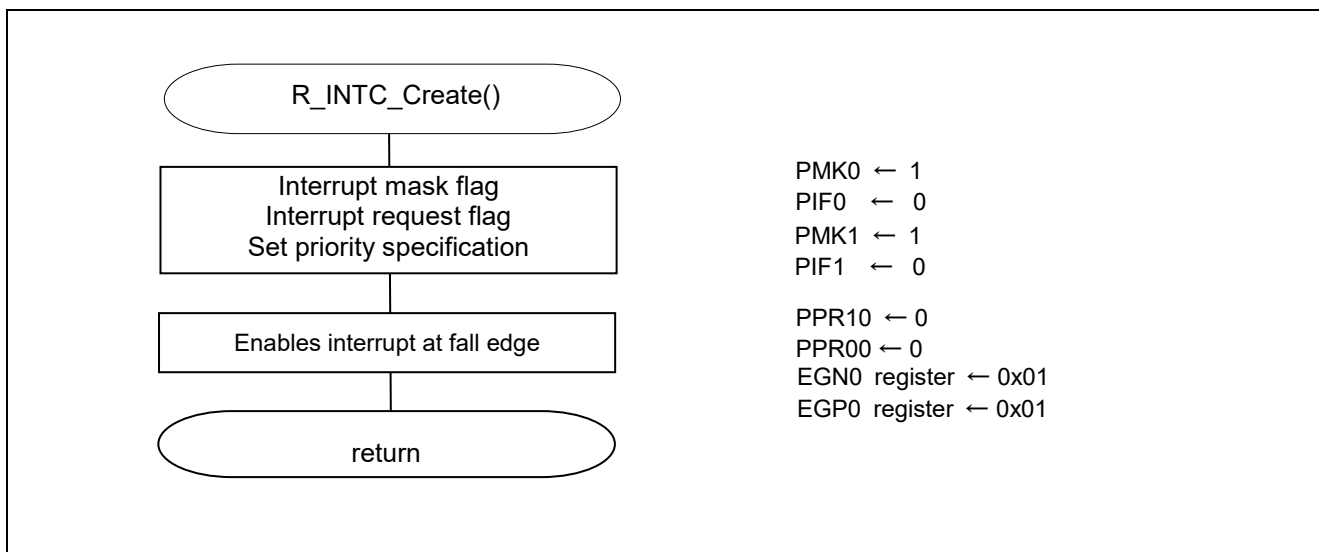 R_INTC_Create()
Interrupt mask flag
Interrupt request flag
Set priority specification
Enables interrupt at fall edge
return
PMK0 ← 1
PIF0 ← 0
PMK1 ← 1
PIF1 ← 0
PPR10 ← 0
PPR00 ← 0
EGN0 register ← 0x01
EGP0 register ← 0x01